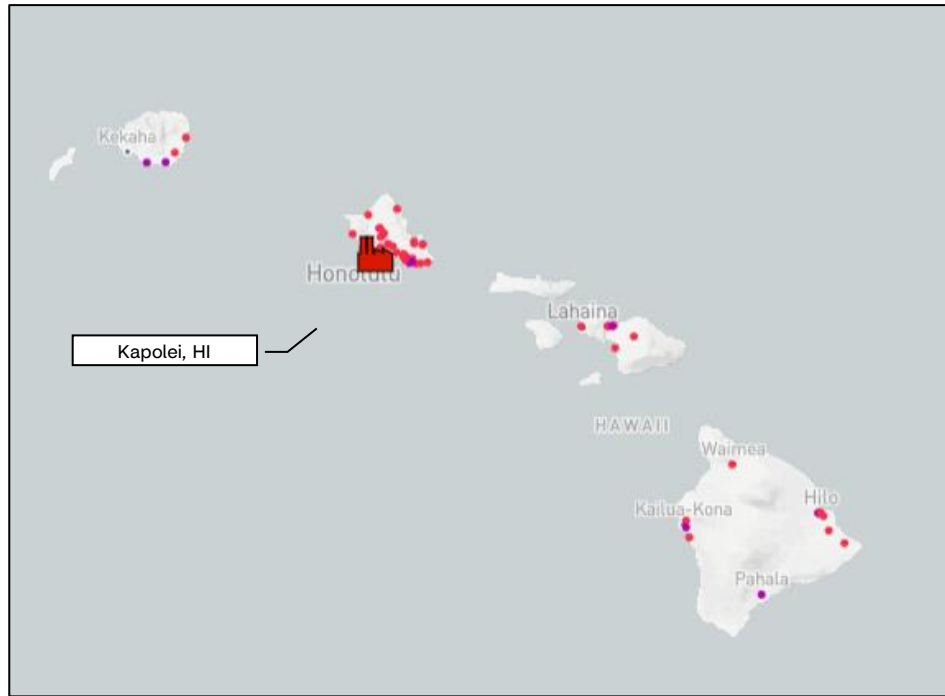 Kekaha
Honolulu
Lahaina
Kapolei, HI
HAWAII
Waimea
Hilo
Kailua-Kona
Pahala